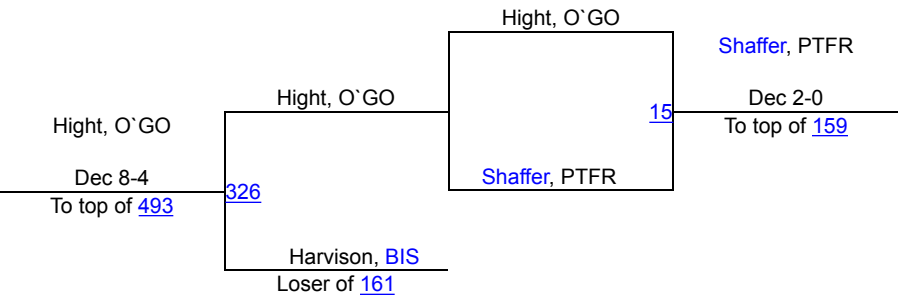 Hight, O`GO
Shaffer, PTFR
Hight, O`GO
Dec 2-0
15
Hight, O`GO
To top of 159
Dec 8-4
Shaffer, PTFR
326
To top of 493
Harvison, BIS
Loser of 161